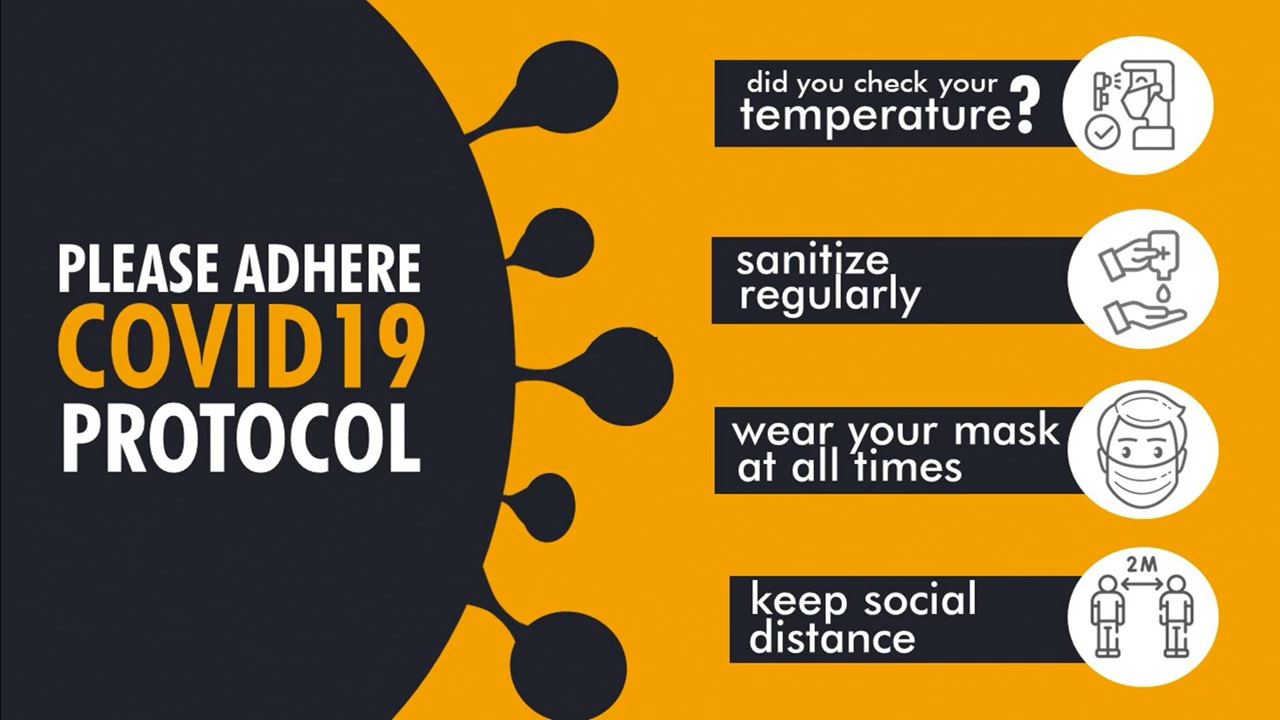 PLEASE ADHERE
COVID19
PROTOCOL
did you check your
temperature?
sanitize
regularly
wear your mask
at all times
2M
keep social
distance